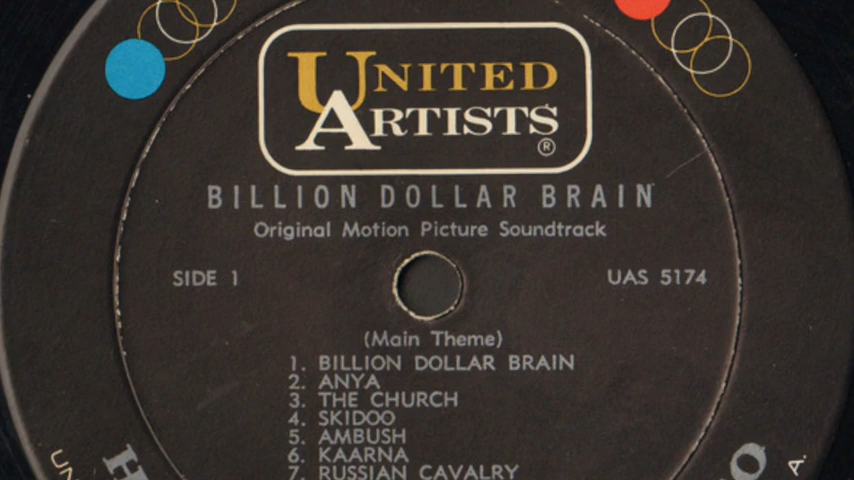 UNITED
ARTISTS
®
BILLION DOLLAR BRAIN
Original Motion Picture Soundtrack
SIDE 1
UAS 5174
(Main Theme)
1. BILLION DOLLAR BRAIN
2. ANYA
3. THE CHURCH
4. SKIDOO
5. AMBUSH
6. KAARNA
7. RUSSIAN CAVALRY
UN
H
O
A.